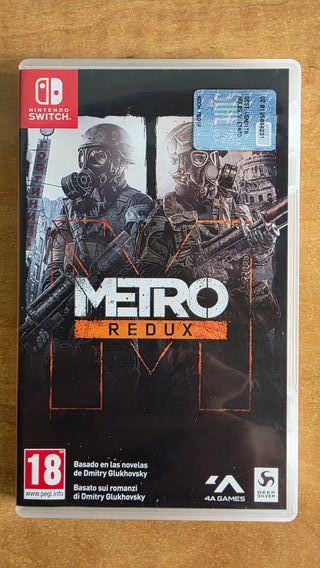 NINTENDO
SWITCH.
METRO
REDUX
18
www.pegi.info
Basado en las novelas
de Dmitry Glukhovsky
Basato sui romanzi
di Dmitry Glukhovsky
4A GAMES
DEEP
SILVER